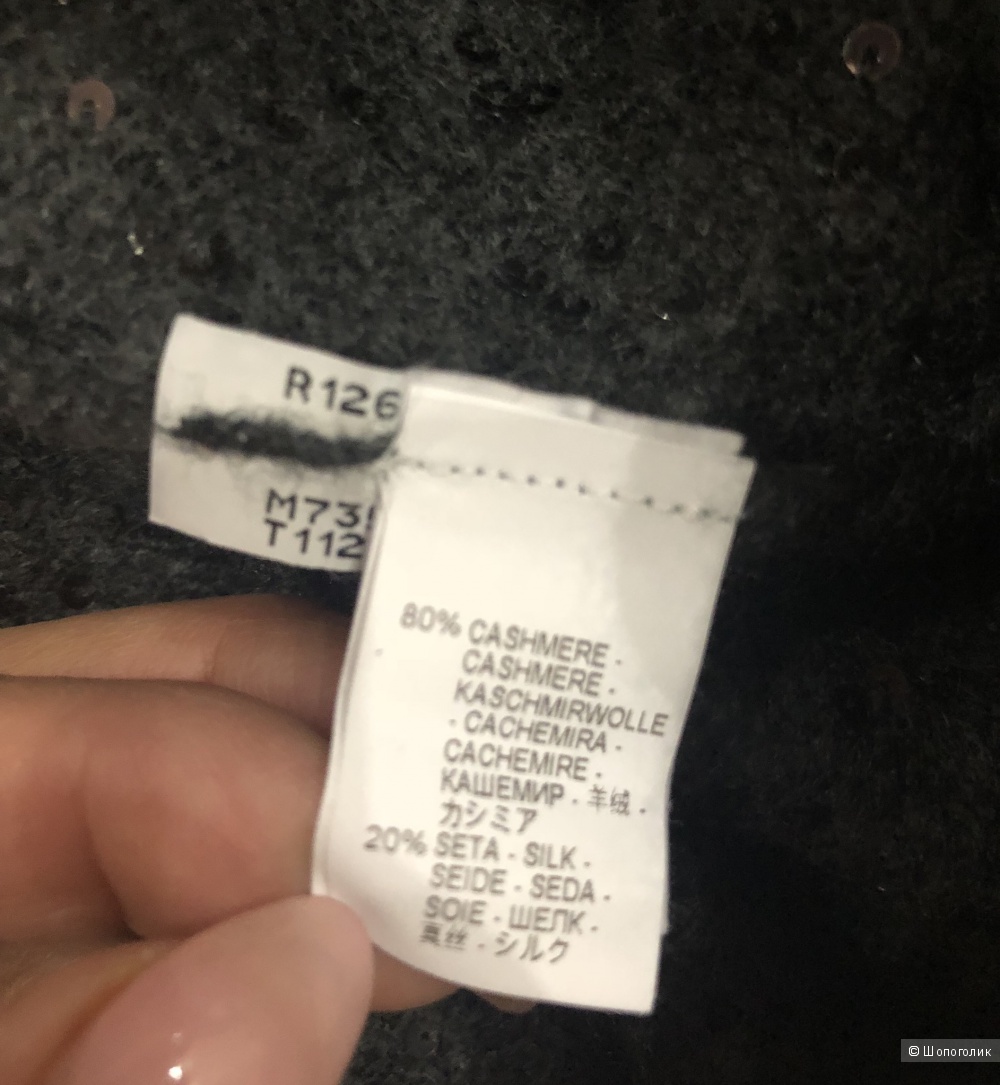 R126
M73
T112
80% CASHMERE -
CASHMERE -
KASCHMIRWOLLE
- CACHEMIRA -
CACHEMIRE -
КАШЕМИР - 羊绒 -
カシミア
20% SETA - SILK -
SEIDE - SEDA -
SOIE - ШЕЛК -
真丝 - シルク
© Шопоголик